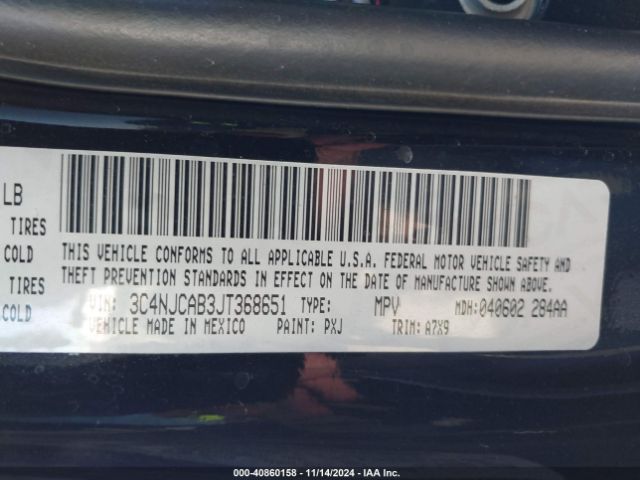 LB
TIRES
COLD
TIRES
COLD
THIS VEHICLE CONFORMS TO ALL APPLICABLE U.S.A. FEDERAL MOTOR VEHICLE SAFETY AND
THEFT PREVENTION STANDARDS IN EFFECT ON THE DATE OF MANUFACTURE SHOWN ABOVE.
VIN: 3C4NJCAB3JT368651 TYPE: MPV MDH:040602 284AA
VEHICLE MADE IN MEXICO PAINT: PXJ TRIM: A7X9
000-40860158 - 11/14/2024 - IAA Inc.